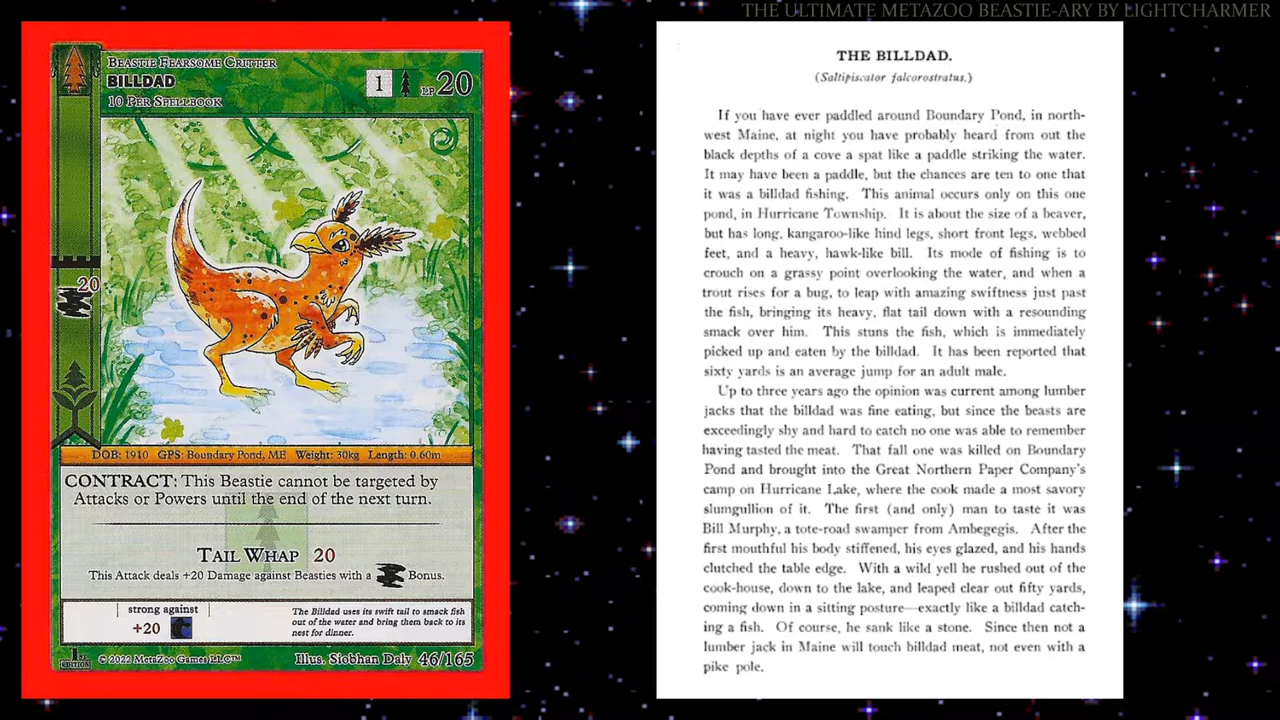 THE ULTIMATE METAZOO BEASTIE-ARY BY LIGHTCHARMER
BEASTIE FEARSOME CRITTER
BILLDAD
10 PER SPELLBOOK
1
LP 20
20
DOB: 1910 GPS: Boundary Pond, ME Weight: 30kg Length: 0.60m
CONTRACT: This Beastie cannot be targeted by
Attacks or Powers until the end of the next turn.
TAIL WHAP 20
This Attack deals +20 Damage against Beasties with a Bonus.
strong against
+20
The Billdad uses its swift tail to smack fish
out of the water and bring them back to its
nest for dinner.
1st
EDITION
© 2022 MetaZoo Games LLC™
Illus. Siobhan Daly 46/165
THE BILLDAD.
(Saltipiscator falcorostratus.)
If you have ever paddled around Boundary Pond, in north-
west Maine, at night you have probably heard from out the
black depths of a cove a spat like a paddle striking the water.
It may have been a paddle, but the chances are ten to one that
it was a billdad fishing. This animal occurs only on this one
pond, in Hurricane Township. It is about the size of a beaver,
but has long, kangaroo-like hind legs, short front legs, webbed
feet, and a heavy, hawk-like bill. Its mode of fishing is to
crouch on a grassy point overlooking the water, and when a
trout rises for a bug, to leap with amazing swiftness just past
the fish, bringing its heavy, flat tail down with a resounding
smack over him. This stuns the fish, which is immediately
picked up and eaten by the billdad. It has been reported that
sixty yards is an average jump for an adult male.
Up to three years ago the opinion was current among lumber
jacks that the billdad was fine eating, but since the beasts are
exceedingly shy and hard to catch no one was able to remember
having tasted the meat. That fall one was killed on Boundary
Pond and brought into the Great Northern Paper Company's
camp on Hurricane Lake, where the cook made a most savory
slumgullion of it. The first (and only) man to taste it was
Bill Murphy, a tote-road swamper from Ambegegis. After the
first mouthful his body stiffened, his eyes glazed, and his hands
clutched the table edge. With a wild yell he rushed out of the
cook-house, down to the lake, and leaped clear out fifty yards,
coming down in a sitting posture—exactly like a billdad catch-
ing a fish. Of course, he sank like a stone. Since then not a
lumber jack in Maine will touch billdad meat, not even with a
pike pole.